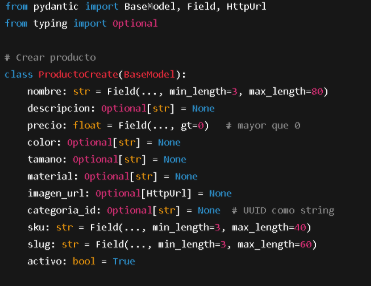 from pydantic import BaseModel, Field, HttpUrl
from typing import Optional
# Crear producto
class ProductoCreate(BaseModel):
nombre: str = Field(..., min_length=3, max_length=80)
descripcion: Optional[str] = None
precio: float = Field(..., gt=0)   # mayor que 0
color: Optional[str] = None
tamano: Optional[str] = None
material: Optional[str] = None
imagen_url: Optional[HttpUrl] = None
categoria_id: Optional[str] = None  # UUID como string
sku: str = Field(..., min_length=3, max_length=40)
slug: str = Field(..., min_length=3, max_length=60)
activo: bool = True